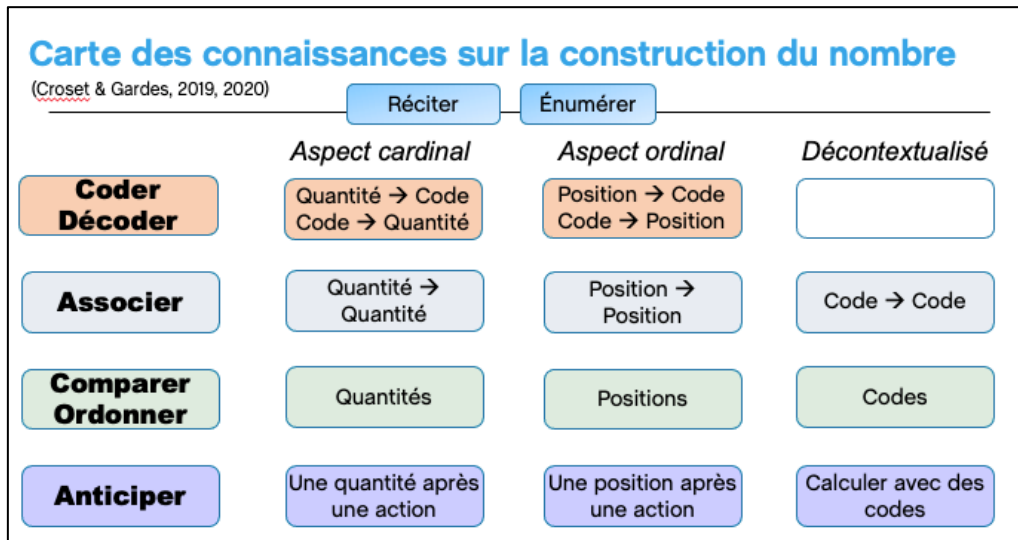 Carte des connaissances sur la construction du nombre
(Croset & Gardes, 2019, 2020)
Réciter
Énumérer
Aspect cardinal
Aspect ordinal
Décontextualisé
Coder
Décoder
Quantité → Code
Code → Quantité
Position → Code
Code → Position
Associer
Quantité →
Quantité
Position →
Position
Code → Code
Comparer
Ordonner
Quantités
Positions
Codes
Anticiper
Une quantité après
une action
Une position après
une action
Calculer avec des
codes